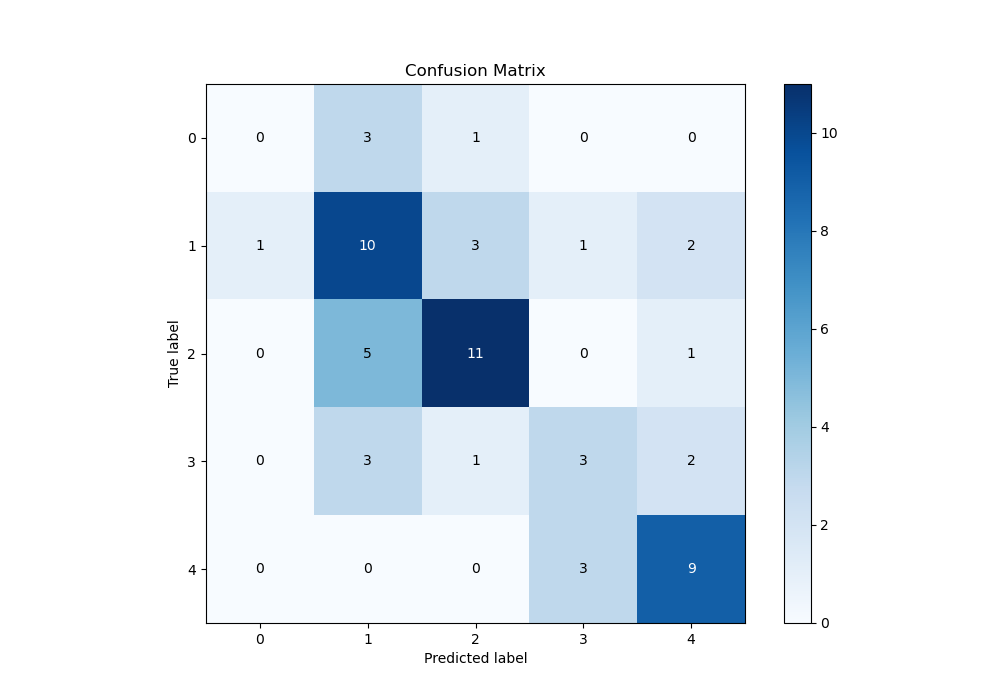 Confusion Matrix
0 0 3 1 0 0
1 1 10 3 1 2
2 0 5 11 0 1
3 0 3 1 3 2
4 0 0 0 3 9
0 1 2 3 4
True label
Predicted label
10
8
6
4
2
0